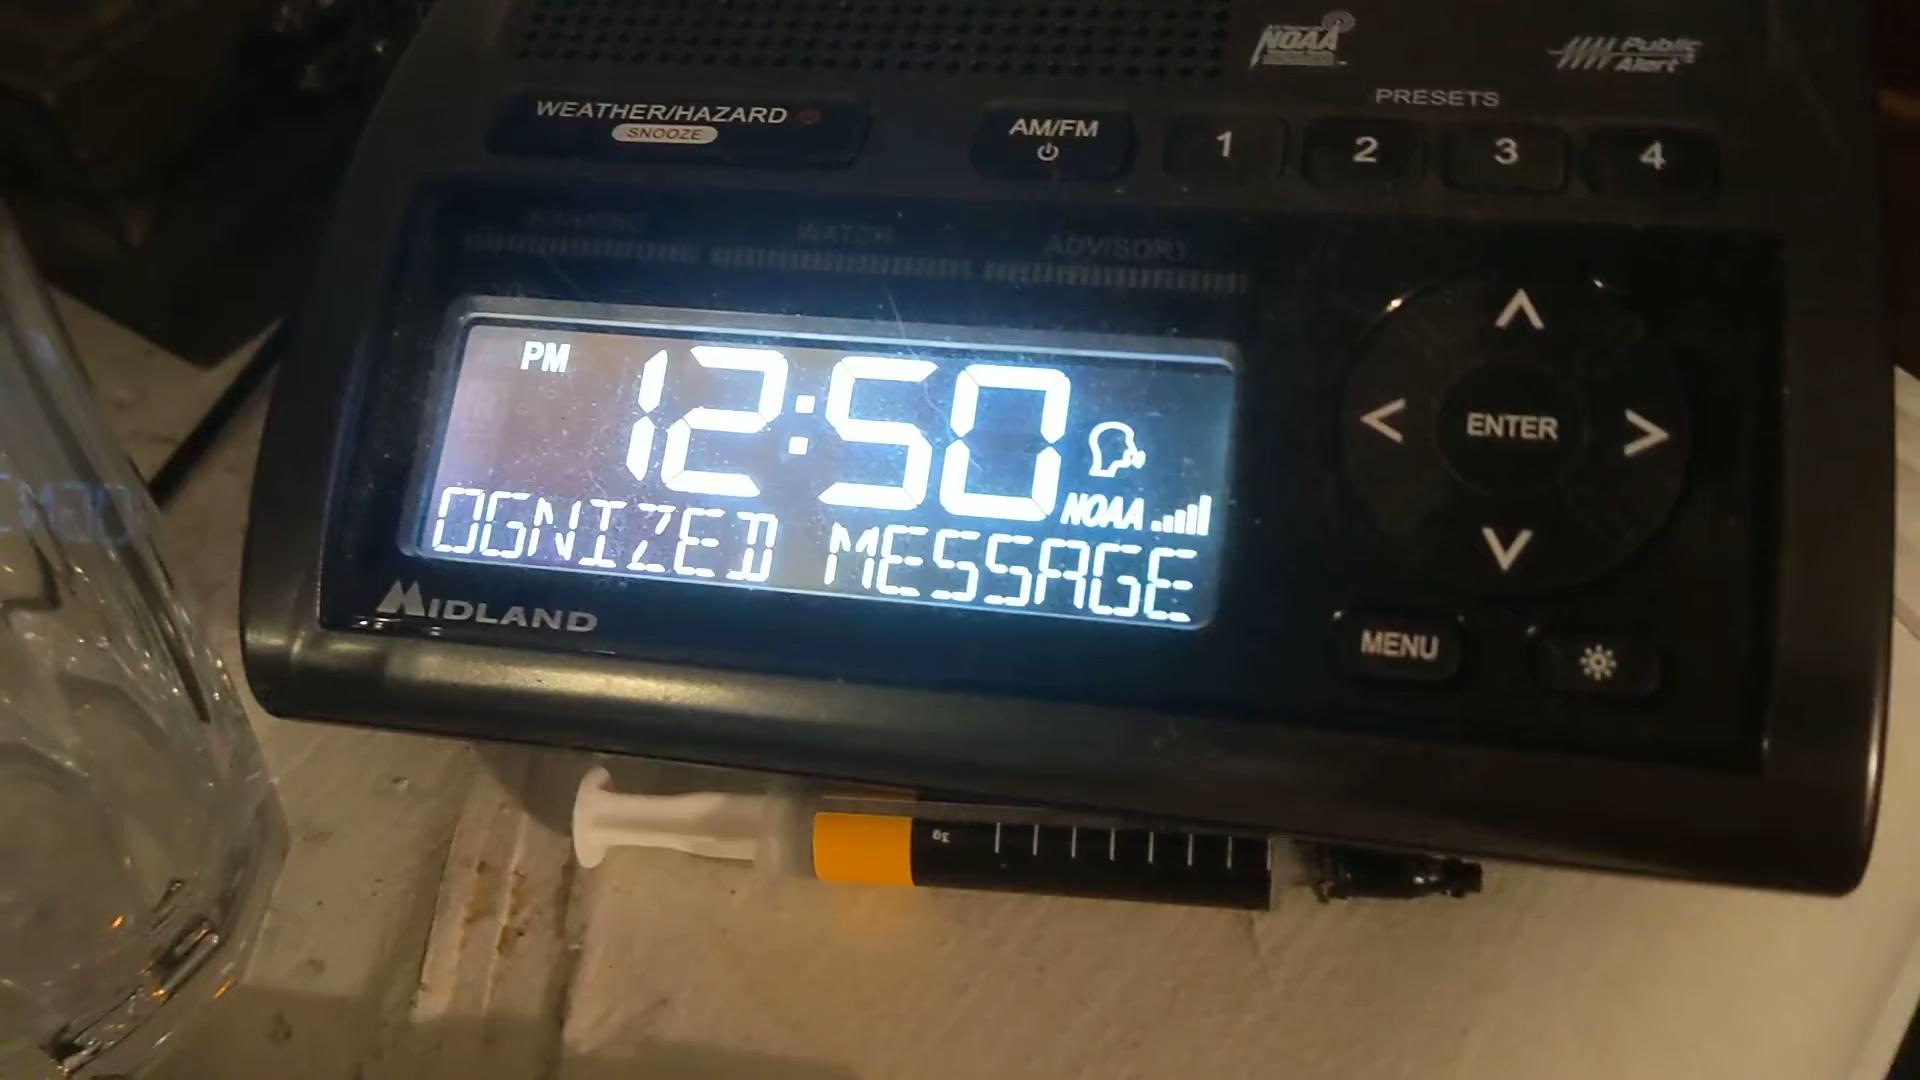 NOAA
Public Alert
PRESETS
WEATHER/HAZARD
SNOOZE
AM/FM
1
2
3
4
WARNING
WATCH
ADVISORY
PM
12:50
NOAA
OGNIZED MESSAGE
MIDLAND
ENTER
MENU